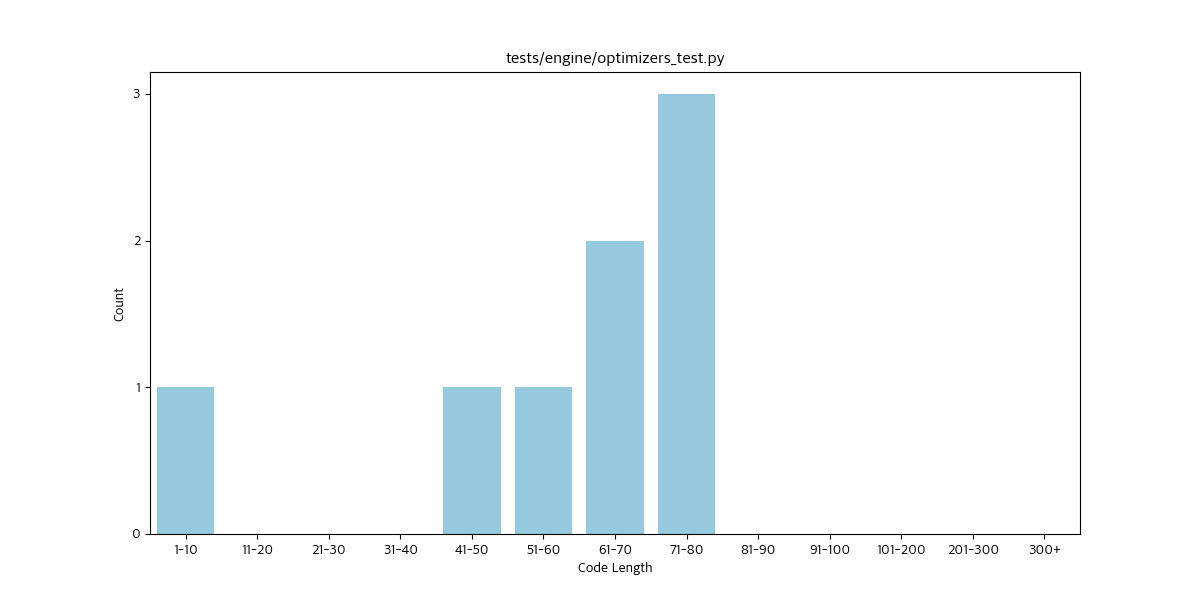 tests/engine/optimizers_test.py
3
2
1
0
Count
1-10 11-20 21-30 31-40 41-50 51-60 61-70 71-80 81-90 91-100 101-200 201-300 300+
Code Length